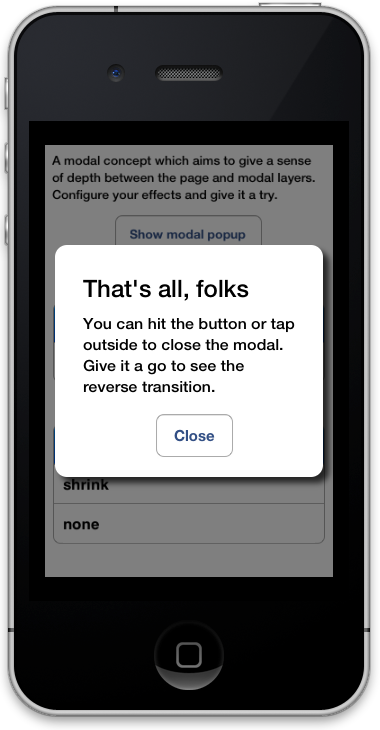 A modal concept which aims to give a sense
of depth between the page and modal layers.
Configure your effects and give it a try.
Show modal popup
That's all, folks
You can hit the button or tap
outside to close the modal.
Give it a go to see the
reverse transition.
Close
shrink
none